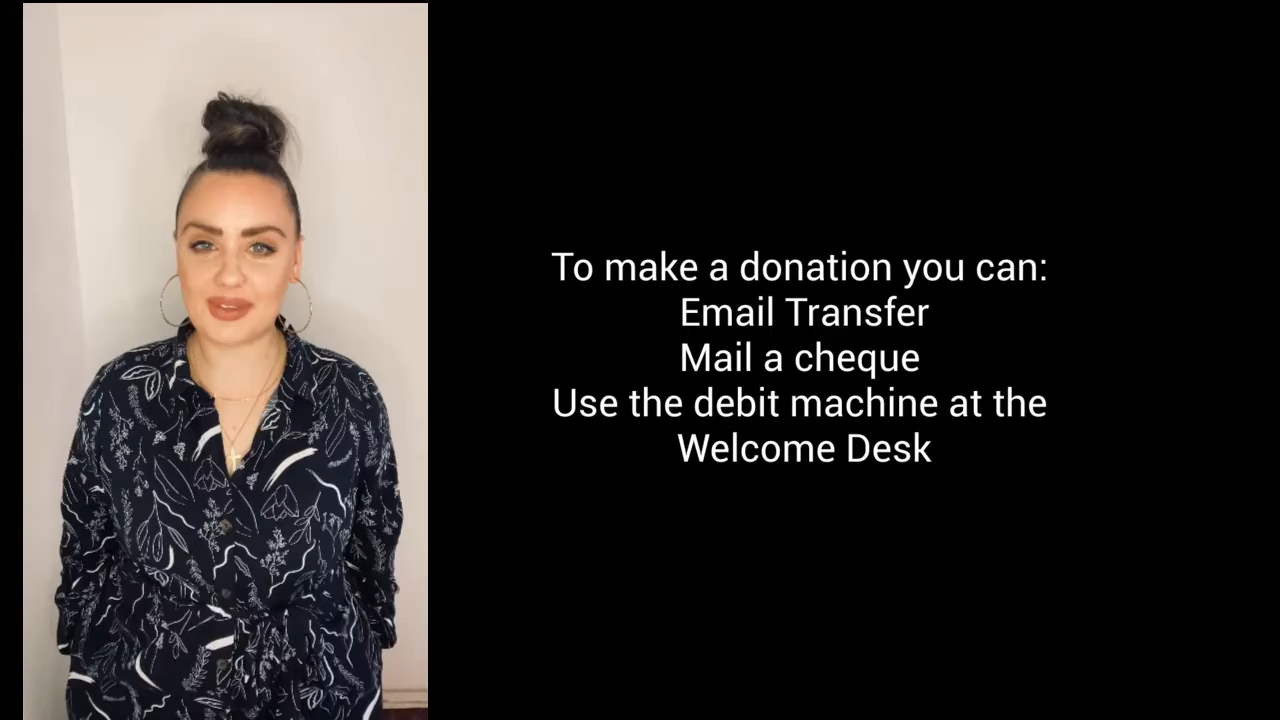 To make a donation you can:
Email Transfer
Mail a cheque
Use the debit machine at the
Welcome Desk